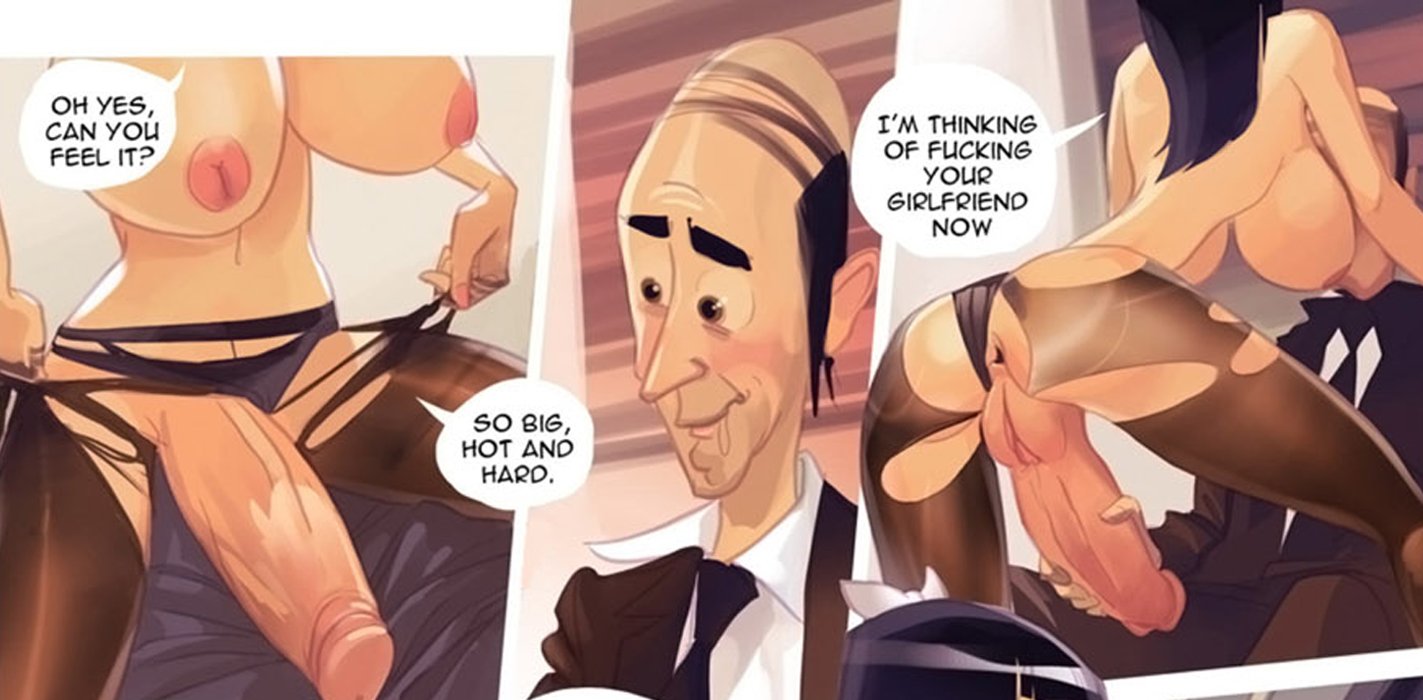 OH YES,
CAN YOU
FEEL IT?
SO BIG,
HOT AND
HARD.
I'M THINKING
OF FUCKING
YOUR
GIRLFRIEND
NOW